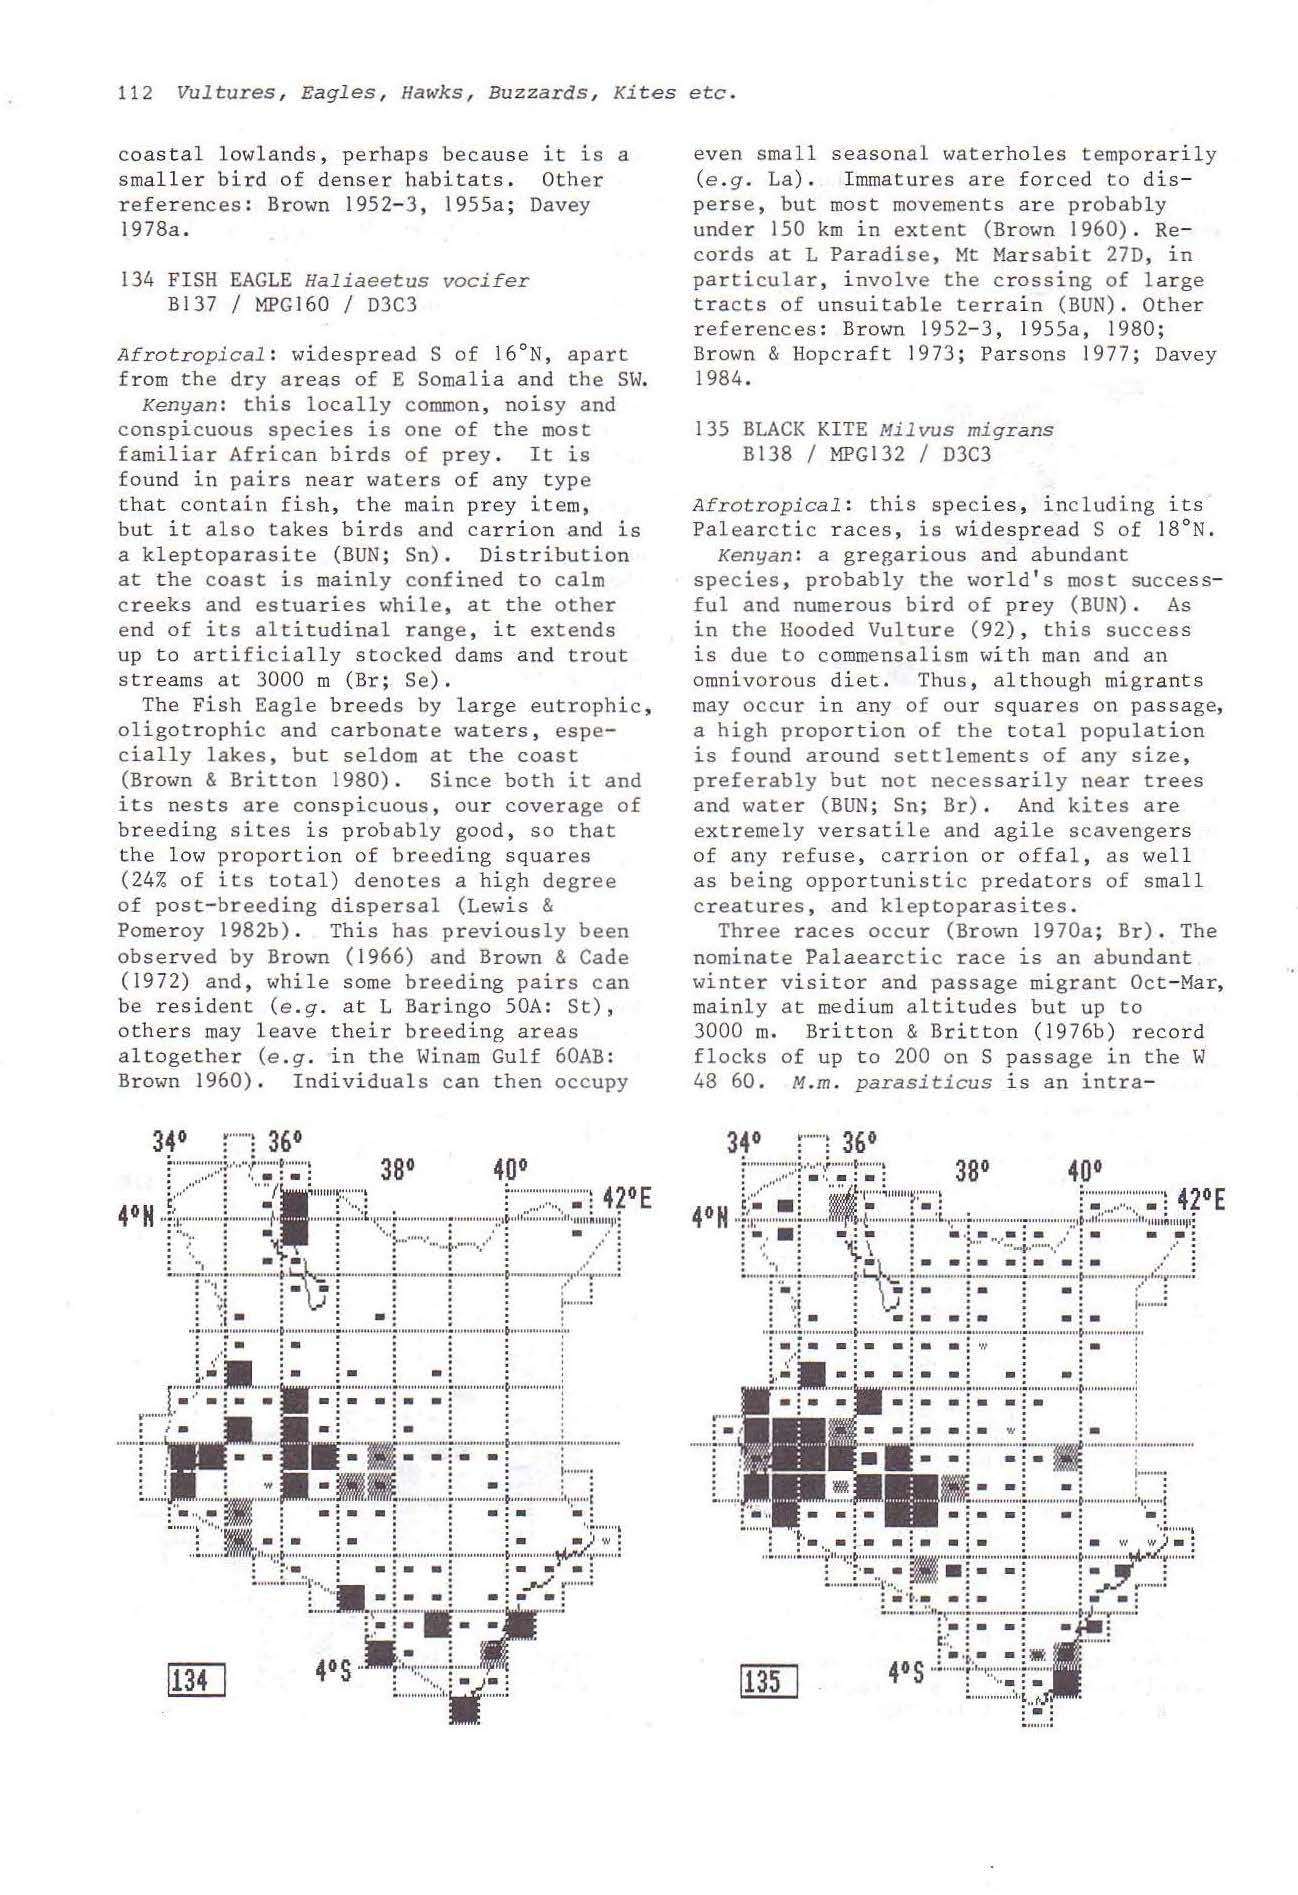 112 Vultures, Eagles, Hawks, Buzzards, Kites etc.
coastal lowlands, perhaps because it is a
smaller bird of denser habitats. Other
references: Brown 1952-3, 1955a; Davey
1978a.
134 FISH EAGLE Haliaeetus vocifer
B137 / MPG160 / D3C3
Afrotropical: widespread S of 16°N, apart
from the dry areas of E Somalia and the SW.
Kenyan: this locally common, noisy and
conspicuous species is one of the most
familiar African birds of prey. It is
found in pairs near waters of any type
that contain fish, the main prey item,
but it also takes birds and carrion and is
a kleptoparasite (BUN; Sn). Distribution
at the coast is mainly confined to calm
creeks and estuaries while, at the other
end of its altitudinal range, it extends
up to artificially stocked dams and trout
streams at 3000 m (Br; Se).
The Fish Eagle breeds by large eutrophic,
oligotrophic and carbonate waters, espe-
cially lakes, but seldom at the coast
(Brown & Britton 1980). Since both it and
its nests are conspicuous, our coverage of
breeding sites is probably good, so that
the low proportion of breeding squares
(24% of its total) denotes a high degree
of post-breeding dispersal (Lewis &
Pomeroy 1982b). This has previously been
observed by Brown (1966) and Brown & Cade
(1972) and, while some breeding pairs can
be resident (e.g. at L Baringo 50A: St),
others may leave their breeding areas
altogether (e.g. in the Winam Gulf 60AB:
Brown 1960). Individuals can then occupy
even small seasonal waterholes temporarily
(e.g. La). Immatures are forced to dis-
perse, but most movements are probably
under 150 km in extent (Brown 1960). Re-
cords at L Paradise, Mt Marsabit 27D, in
particular, involve the crossing of large
tracts of unsuitable terrain (BUN). Other
references: Brown 1952-3, 1955a, 1980;
Brown & Hopcraft 1973; Parsons 1977; Davey
1984.
135 BLACK KITE Milvus migrans
B138 / MPG132 / D3C3
Afrotropical: this species, including its
Palearctic races, is widespread S of 18°N.
Kenyan: a gregarious and abundant
species, probably the world's most success-
ful and numerous bird of prey (BUN). As
in the Hooded Vulture (92), this success
is due to commensalism with man and an
omnivorous diet. Thus, although migrants
may occur in any of our squares on passage,
a high proportion of the total population
is found around settlements of any size,
preferably but not necessarily near trees
and water (BUN; Sn; Br). And kites are
extremely versatile and agile scavengers
of any refuse, carrion or offal, as well
as being opportunistic predators of small
creatures, and kleptoparasites.
Three races occur (Brown 1970a; Br). The
nominate Palaearctic race is an abundant
winter visitor and passage migrant Oct-Mar,
mainly at medium altitudes but up to
3000 m. Britton & Britton (1976b) record
flocks of up to 200 on S passage in the W
48 60. M.m. parasiticus is an intra-
34° 36°
38° 40°
42°E
4°N
W
W
4°S
134
34° 36°
38° 40°
42°E
4°N
W
W
W W
4°S
135